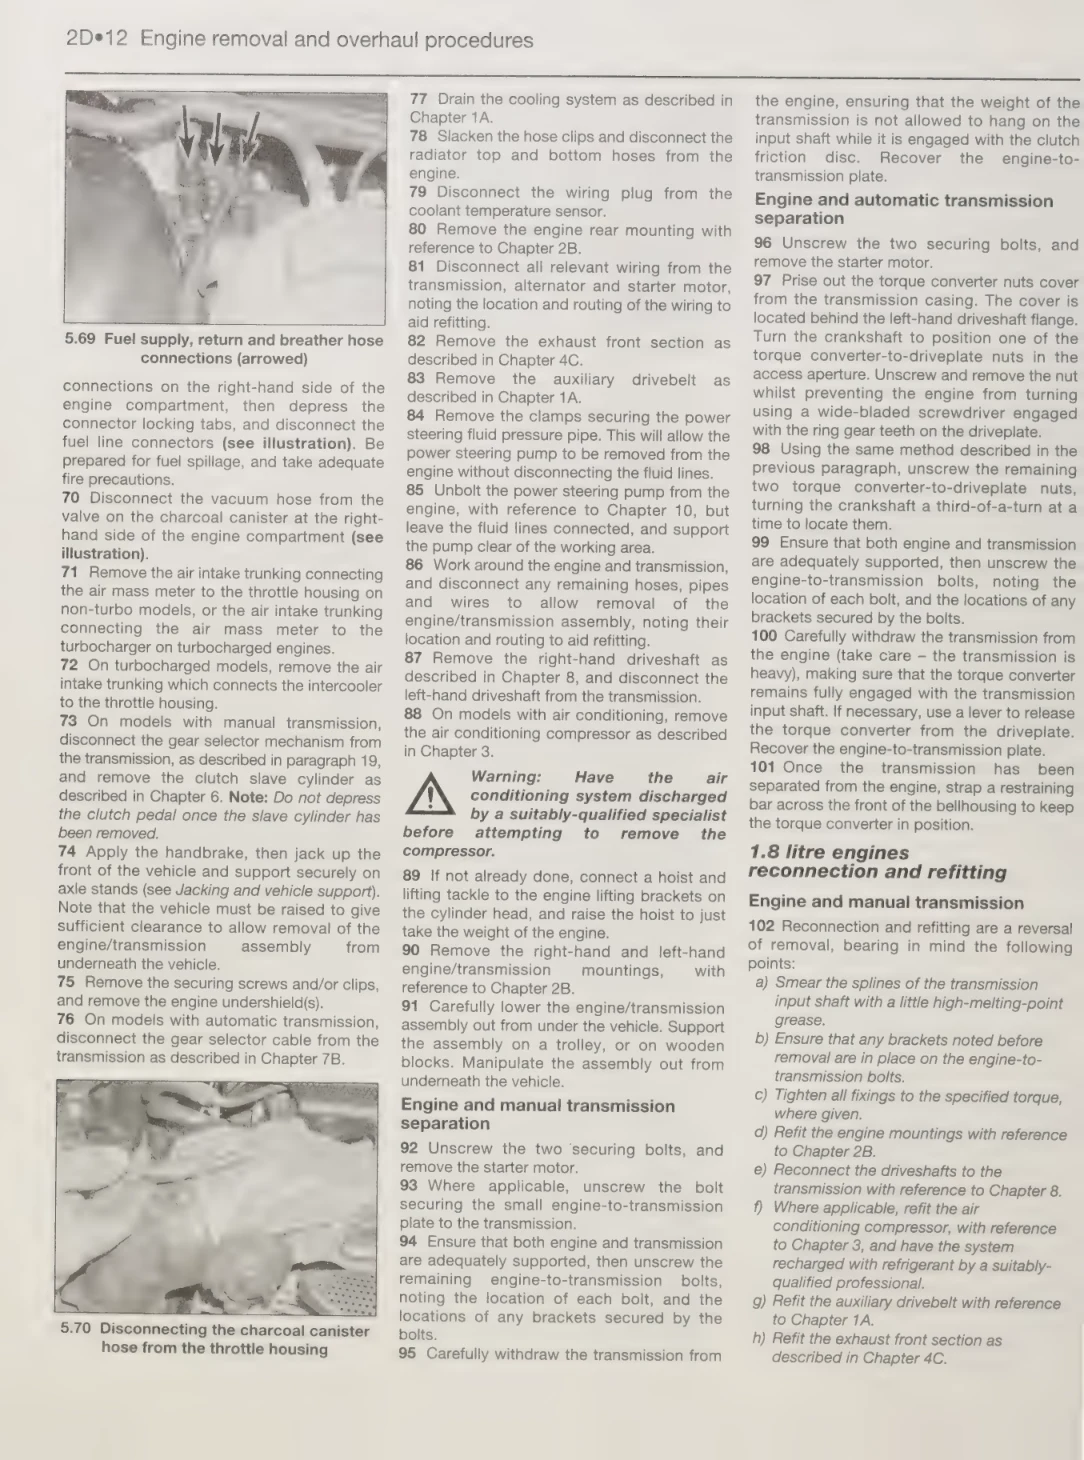 2D•12 Engine removal and overhaul procedures
5.69 Fuel supply, return and breather hose
connections (arrowed)
connections on the right-hand side of the
engine compartment, then depress the
connector locking tabs, and disconnect the
fuel line connectors (see illustration). Be
prepared for fuel spillage, and take adequate
fire precautions.
70 Disconnect the vacuum hose from the
valve on the charcoal canister at the right-
hand side of the engine compartment (see
illustration).
71 Remove the air intake trunking connecting
the air mass meter to the throttle housing on
non-turbo models, or the air intake trunking
connecting the air mass meter to the
turbocharger on turbocharged engines.
72 On turbocharged models, remove the air
intake trunking which connects the intercooler
to the throttle housing.
73 On models with manual transmission,
disconnect the gear selector mechanism from
the transmission, as described in paragraph 19,
and remove the clutch slave cylinder as
described in Chapter 6. Note: Do not depress
the clutch pedal once the slave cylinder has
been removed.
74 Apply the handbrake, then jack up the
front of the vehicle and support securely on
axle stands (see Jacking and vehicle support).
Note that the vehicle must be raised to give
sufficient clearance to allow removal of the
engine/transmission assembly from
underneath the vehicle.
75 Remove the securing screws and/or clips,
and remove the engine undershield(s).
76 On models with automatic transmission,
disconnect the gear selector cable from the
transmission as described in Chapter 7B.
5.70 Disconnecting the charcoal canister
hose from the throttle housing
77 Drain the cooling system as described in
Chapter 1A.
78 Slacken the hose clips and disconnect the
radiator top and bottom hoses from the
engine.
79 Disconnect the wiring plug from the
coolant temperature sensor.
80 Remove the engine rear mounting with
reference to Chapter 2B.
81 Disconnect all relevant wiring from the
transmission, alternator and starter motor,
noting the location and routing of the wiring to
aid refitting.
82 Remove the exhaust front section as
described in Chapter 4C.
83 Remove the auxiliary drivebelt as
described in Chapter 1A.
84 Remove the clamps securing the power
steering fluid pressure pipe. This will allow the
power steering pump to be removed from the
engine without disconnecting the fluid lines.
85 Unbolt the power steering pump from the
engine, with reference to Chapter 10, but
leave the fluid lines connected, and support
the pump clear of the working area.
86 Work around the engine and transmission,
and disconnect any remaining hoses, pipes
and wires to allow removal of the
engine/transmission assembly, noting their
location and routing to aid refitting.
87 Remove the right-hand driveshaft as
described in Chapter 8, and disconnect the
left-hand driveshaft from the transmission.
88 On models with air conditioning, remove
the air conditioning compressor as described
in Chapter 3.
Warning: Have the air
conditioning system discharged
by a suitably-qualified specialist
before attempting to remove the
compressor.
89 If not already done, connect a hoist and
lifting tackle to the engine lifting brackets on
the cylinder head, and raise the hoist to just
take the weight of the engine.
90 Remove the right-hand and left-hand
engine/transmission mountings, with
reference to Chapter 2B.
91 Carefully lower the engine/transmission
assembly out from under the vehicle. Support
the assembly on a trolley, or on wooden
blocks. Manipulate the assembly out from
underneath the vehicle.
Engine and manual transmission
separation
92 Unscrew the two securing bolts, and
remove the starter motor.
93 Where applicable, unscrew the bolt
securing the small engine-to-transmission
plate to the transmission.
94 Ensure that both engine and transmission
are adequately supported, then unscrew the
remaining engine-to-transmission bolts,
noting the location of each bolt, and the
locations of any brackets secured by the
bolts.
95 Carefully withdraw the transmission from
the engine, ensuring that the weight of the
transmission is not allowed to hang on the
input shaft while it is engaged with the clutch
friction disc. Recover the engine-to-
transmission plate.
Engine and automatic transmission
separation
96 Unscrew the two securing bolts, and
remove the starter motor.
97 Prise out the torque converter nuts cover
from the transmission casing. The cover is
located behind the left-hand driveshaft flange.
Turn the crankshaft to position one of the
torque converter-to-driveplate nuts in the
access aperture. Unscrew and remove the nut
whilst preventing the engine from turning
using a wide-bladed screwdriver engaged
with the ring gear teeth on the driveplate.
98 Using the same method described in the
previous paragraph, unscrew the remaining
two torque converter-to-driveplate nuts,
turning the crankshaft a third-of-a-turn at a
time to locate them.
99 Ensure that both engine and transmission
are adequately supported, then unscrew the
engine-to-transmission bolts, noting the
location of each bolt, and the locations of any
brackets secured by the bolts.
100 Carefully withdraw the transmission from
the engine (take care – the transmission is
heavy), making sure that the torque converter
remains fully engaged with the transmission
input shaft. If necessary, use a lever to release
the torque converter from the driveplate.
Recover the engine-to-transmission plate.
101 Once the transmission has been
separated from the engine, strap a restraining
bar across the front of the bellhousing to keep
the torque converter in position.
1.8 litre engines
reconnection and refitting
Engine and manual transmission
102 Reconnection and refitting are a reversal
of removal, bearing in mind the following
points:
a) Smear the splines of the transmission
input shaft with a little high-melting-point
grease.
b) Ensure that any brackets noted before
removal are in place on the engine-to-
transmission bolts.
c) Tighten all fixings to the specified torque,
where given.
d) Refit the engine mountings with reference
to Chapter 2B.
e) Reconnect the driveshafts to the
transmission with reference to Chapter 8.
f) Where applicable, refit the air
conditioning compressor, with reference
to Chapter 3, and have the system
recharged with refrigerant by a suitably-
qualified professional.
g) Refit the auxiliary drivebelt with reference
to Chapter 1A.
h) Refit the exhaust front section as
described in Chapter 4C.